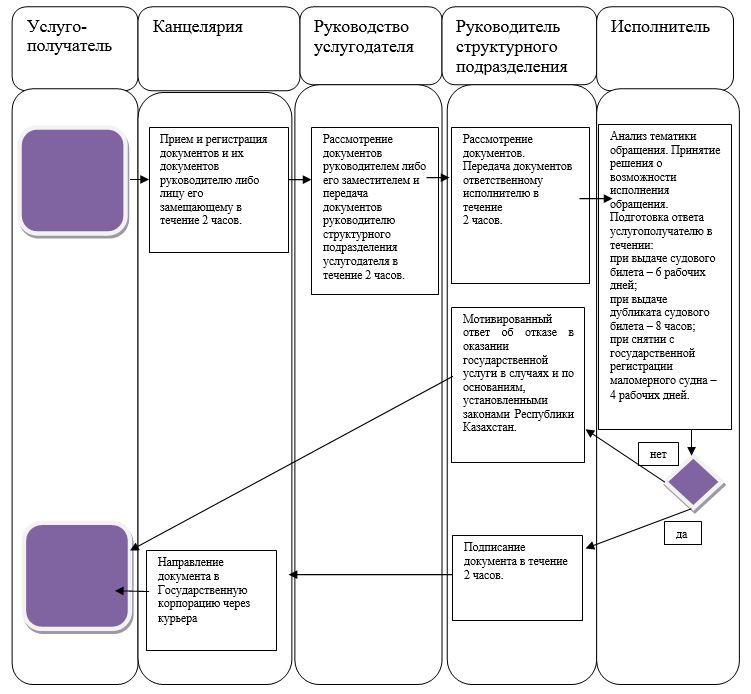 Услуго-
получатель
Канцелярия
Руководство
услугодателя
Руководитель
структурного
подразделения
Исполнитель
Прием и регистрация
документов и их
документов
руководителю либо
лицу его
замещающему в
течение 2 часов.
Рассмотрение
документов
руководителем либо
его заместителем и
передача
документов
руководителю
структурного
подразделения
услугодателя в
течение 2 часов.
Рассмотрение
документов.
Передача документов
ответственному
исполнителю в
течение
2 часов.
Анализ тематики
обращения. Принятие
решения о
возможности
исполнения
обращения.
Подготовка ответа
услугополучателю в
течении:
при выдаче судового
билета – 6 рабочих
дней;
при выдаче
дубликата судового
билета – 8 часов;
при снятии с
государственной
регистрации
маломерного судна –
4 рабочих дней.
Мотивированный
ответ об отказе в
оказании
государственной
услуги в случаях и по
основаниям,
установленными
законами Республики
Казахстан.
нет
да
Подписание
документа в течение
2 часов.
Направление
документа в
Государственную
корпорацию через
курьера